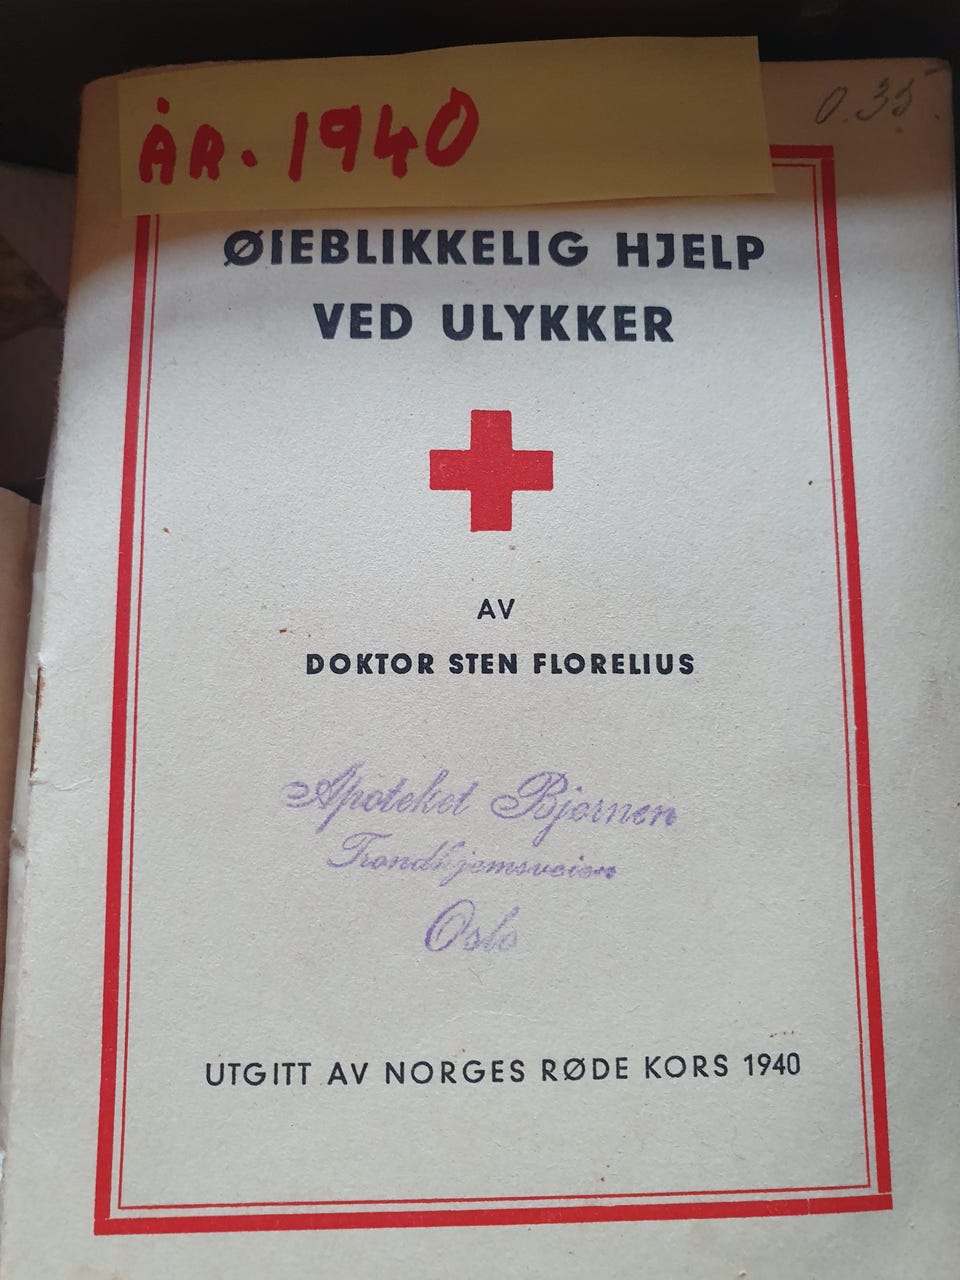 ÅR. 1940
0.35
ØIEBLIKKELIG HJELP
VED ULYKKER
AV
DOKTOR STEN FLORELIUS
Apoteket Bjørnen
Trondhjemsveien
Oslo
UTGITT AV NORGES RØDE KORS 1940